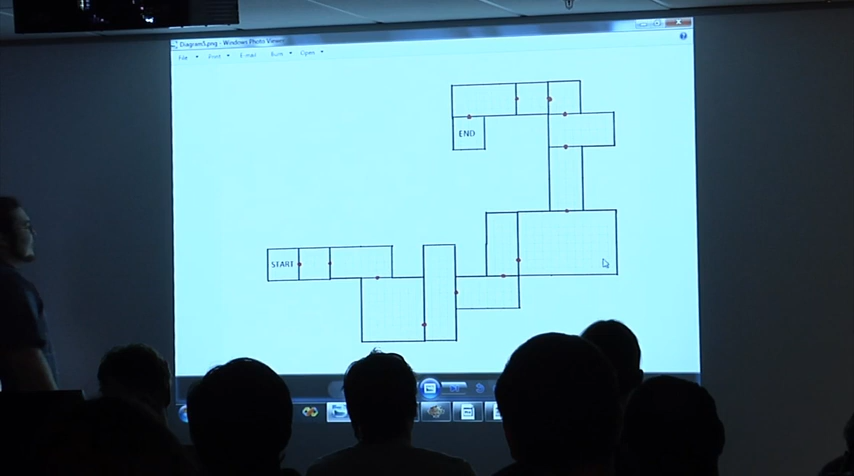 Diagram5.png - Windows Photo Viewer
File Print E-mail Burn Open
END
START